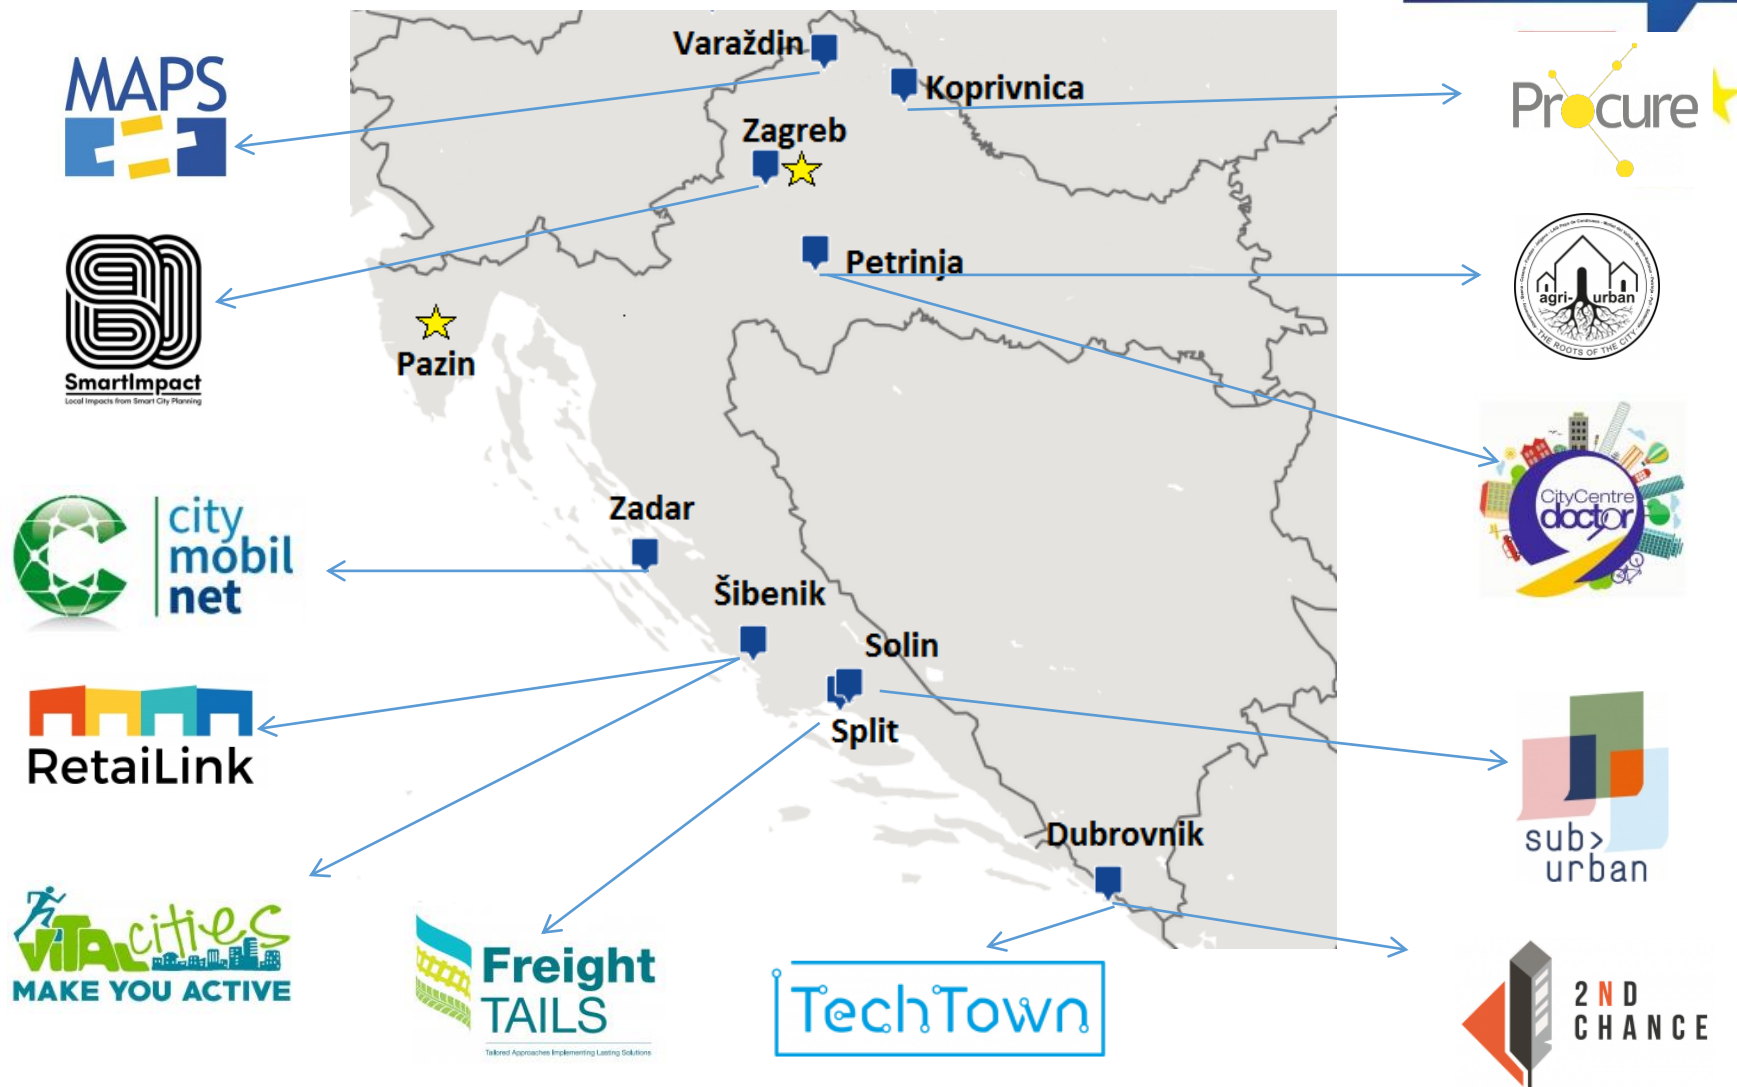 MAPS
Varaždin
Koprivnica
Procure
Zagreb
Petrinja
agri-urban
THE ROOTS OF THE CITY
SmartImpact
Local Impacts from Smart City Planning
Pazin
CityCentre
doctor
Zadar
city
mobil
net
Šibenik
Solin
Split
RetaiLink
sub>
urban
Dubrovnik
ViTAL cities
MAKE YOU ACTIVE
Freight
TAILS
Tailored Approaches Implementing Lasting Solutions
TechTown
2ND
CHANCE